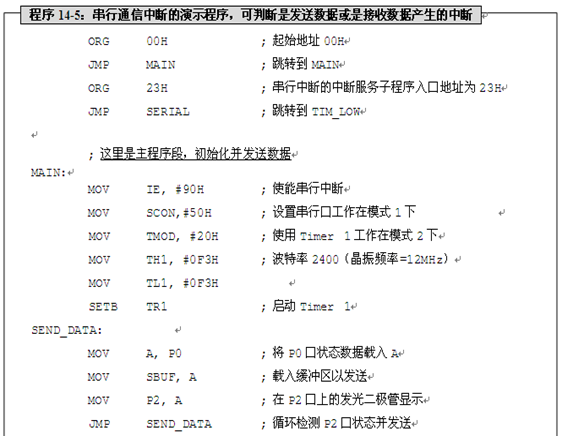 程序 14-5：串行通信中断的演示程序，可判断是发送数据或是接收数据产生的中断
ORG 00H ; 起始地址 00H
JMP MAIN ; 跳转到 MAIN
ORG 23H ; 串行中断的中断服务子程序入口地址为 23H
JMP SERIAL ; 跳转到 TIM_LOW
; 这里是主程序段，初始化并发送数据
MAIN:
MOV IE, #90H ; 使能串行中断
MOV SCON,#50H ; 设置串行口工作在模式 1 下
MOV TMOD, #20H ; 使用 Timer 1 工作在模式 2 下
MOV TH1, #0F3H ; 波特率 2400（晶振频率=12MHz）
MOV TL1, #0F3H
SETB TR1 ; 启动 Timer 1
SEND_DATA:
MOV A, P0 ; 将 P0 口状态数据载入 A
MOV SBUF, A ; 载入缓冲区以发送
MOV P2, A ; 在 P2 口上的发光二极管显示
JMP SEND_DATA ; 循环检测 P2 口状态并发送